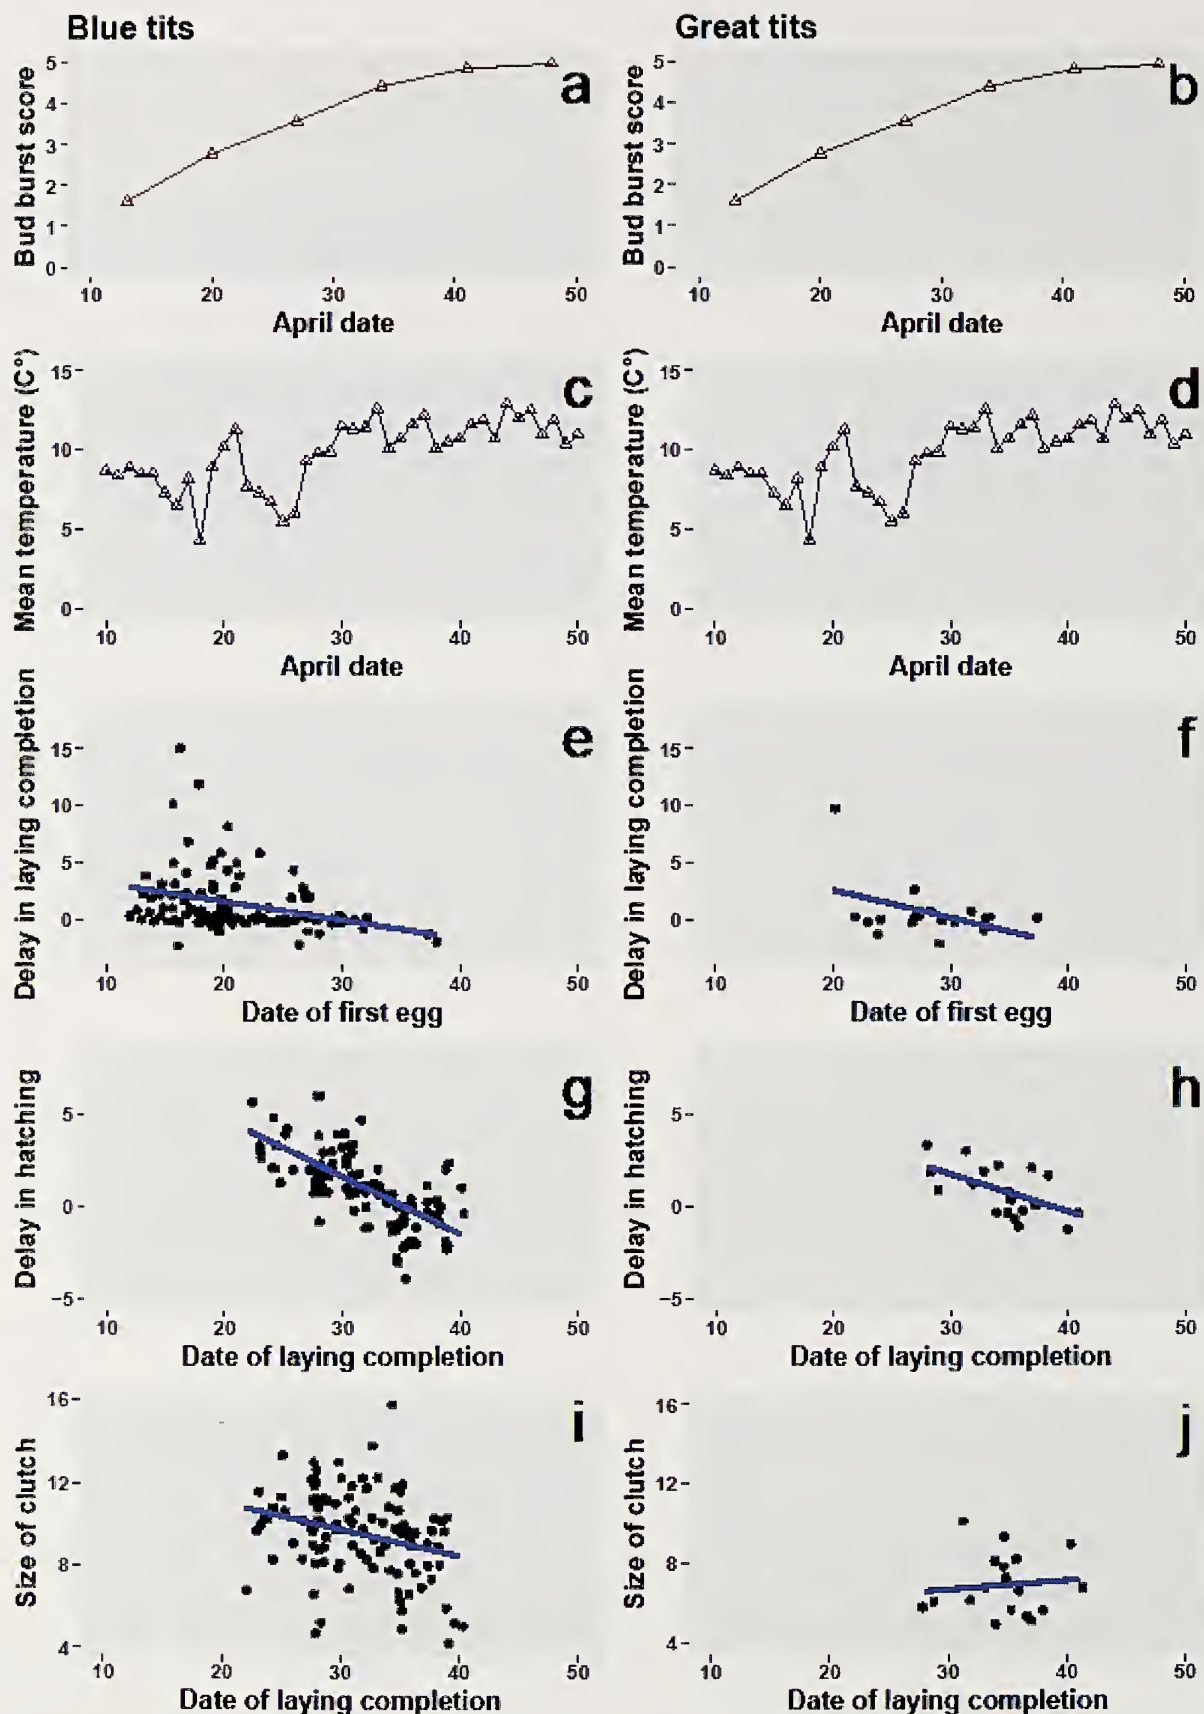 Blue tits
Great tits
Bud burst score
5
4
3
2
1
0
a
10 20 30 40 50
April date
Bud burst score
5
4
3
2
1
0
b
10 20 30 40 50
April date
Mean temperature (C°)
15
10
5
0
c
10 20 30 40 50
April date
Mean temperature (C°)
15
10
5
0
d
10 20 30 40 50
April date
Delay in laying completion
15
10
5
0
e
10 20 30 40 50
Date of first egg
Delay in laying completion
15
10
5
0
f
10 20 30 40 50
Date of first egg
Delay in hatching
5
0
−5
g
10 20 30 40 50
Date of laying completion
Delay in hatching
5
0
−5
h
10 20 30 40 50
Date of laying completion
Size of clutch
16
12
8
4
i
10 20 30 40 50
Date of laying completion
Size of clutch
16
12
8
4
j
10 20 30 40 50
Date of laying completion